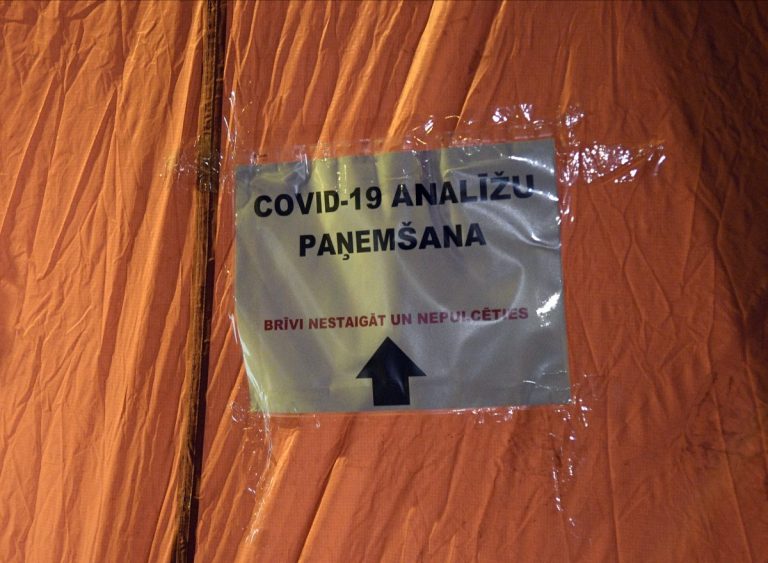 COVID-19 ANALĪŽU
PAŅEMŠANA
BRĪVI NESTAIGĀT UN NEPULCĒTIES